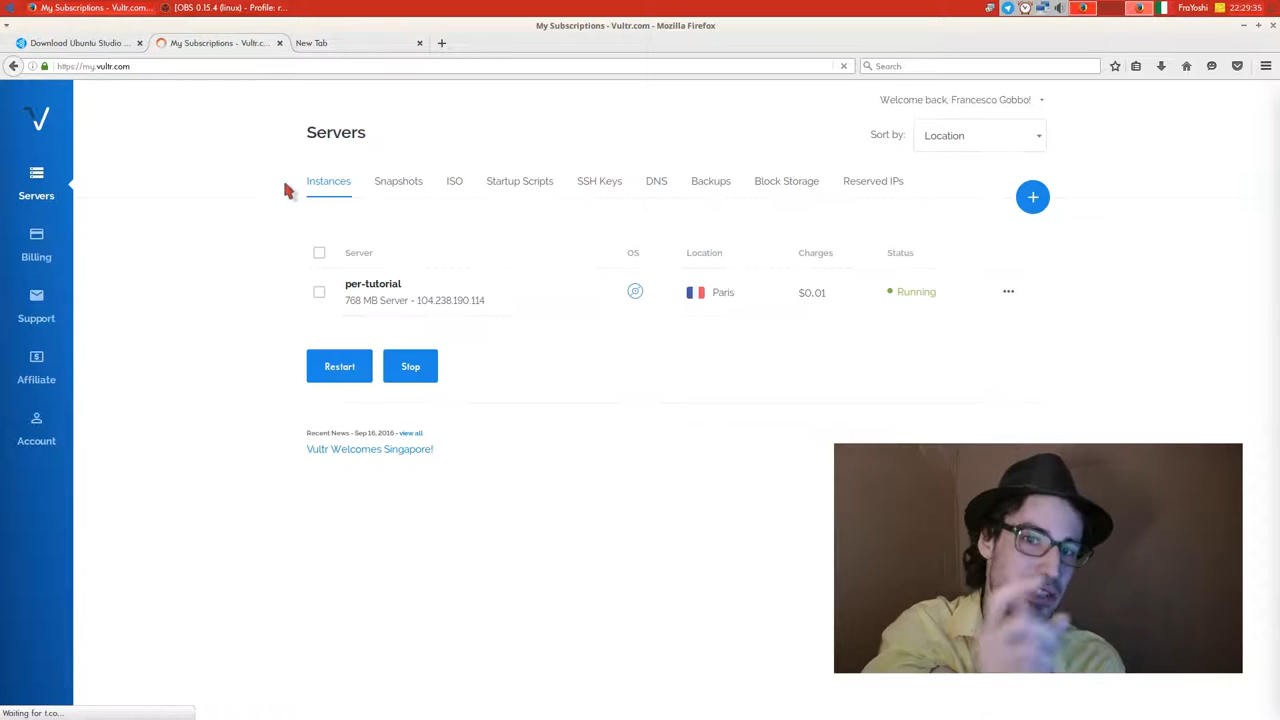 My Subscriptions - Vultr.com...
[OBS 0.15.4 (linux) - Profile: r...
FraYoshi
22:29:35
My Subscriptions - Vultr.com - Mozilla Firefox
Download Ubuntu Studio ...
My Subscriptions - Vultr.c...
New Tab
https://my.vultr.com
Search
Welcome back, Francesco Gobbo!
Servers
Sort by:
Location
Instances
Snapshots
ISO
Startup Scripts
SSH Keys
DNS
Backups
Block Storage
Reserved IPs
Servers
Billing
Support
Affiliate
Account
Server
OS
Location
Charges
Status
per-tutorial
768 MB Server - 104.238.190.114
Paris
$0.01
Running
Restart
Stop
Recent News - Sep 16, 2016 - view all
Vultr Welcomes Singapore!
Waiting for t.co...